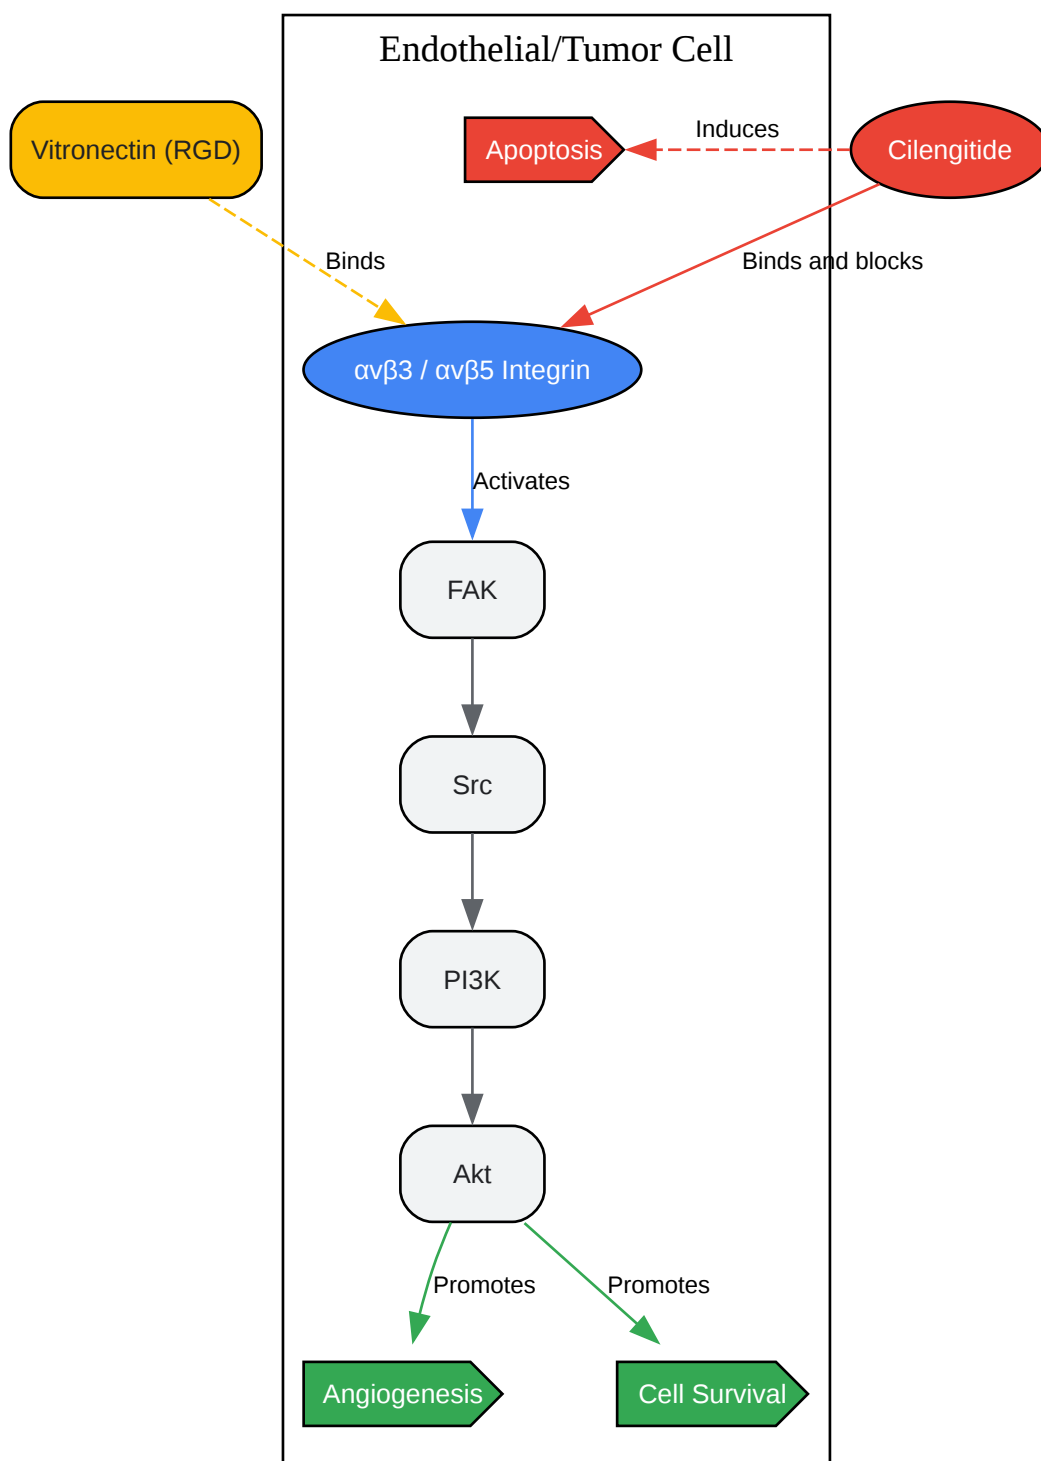 Endothelial/Tumor Cell
Vitronectin (RGD)
Apoptosis
Induces
Cilengitide
Binds
Binds and blocks
αvβ3 / αvβ5 Integrin
Activates
FAK
Src
PI3K
Akt
Promotes
Promotes
Angiogenesis
Cell Survival